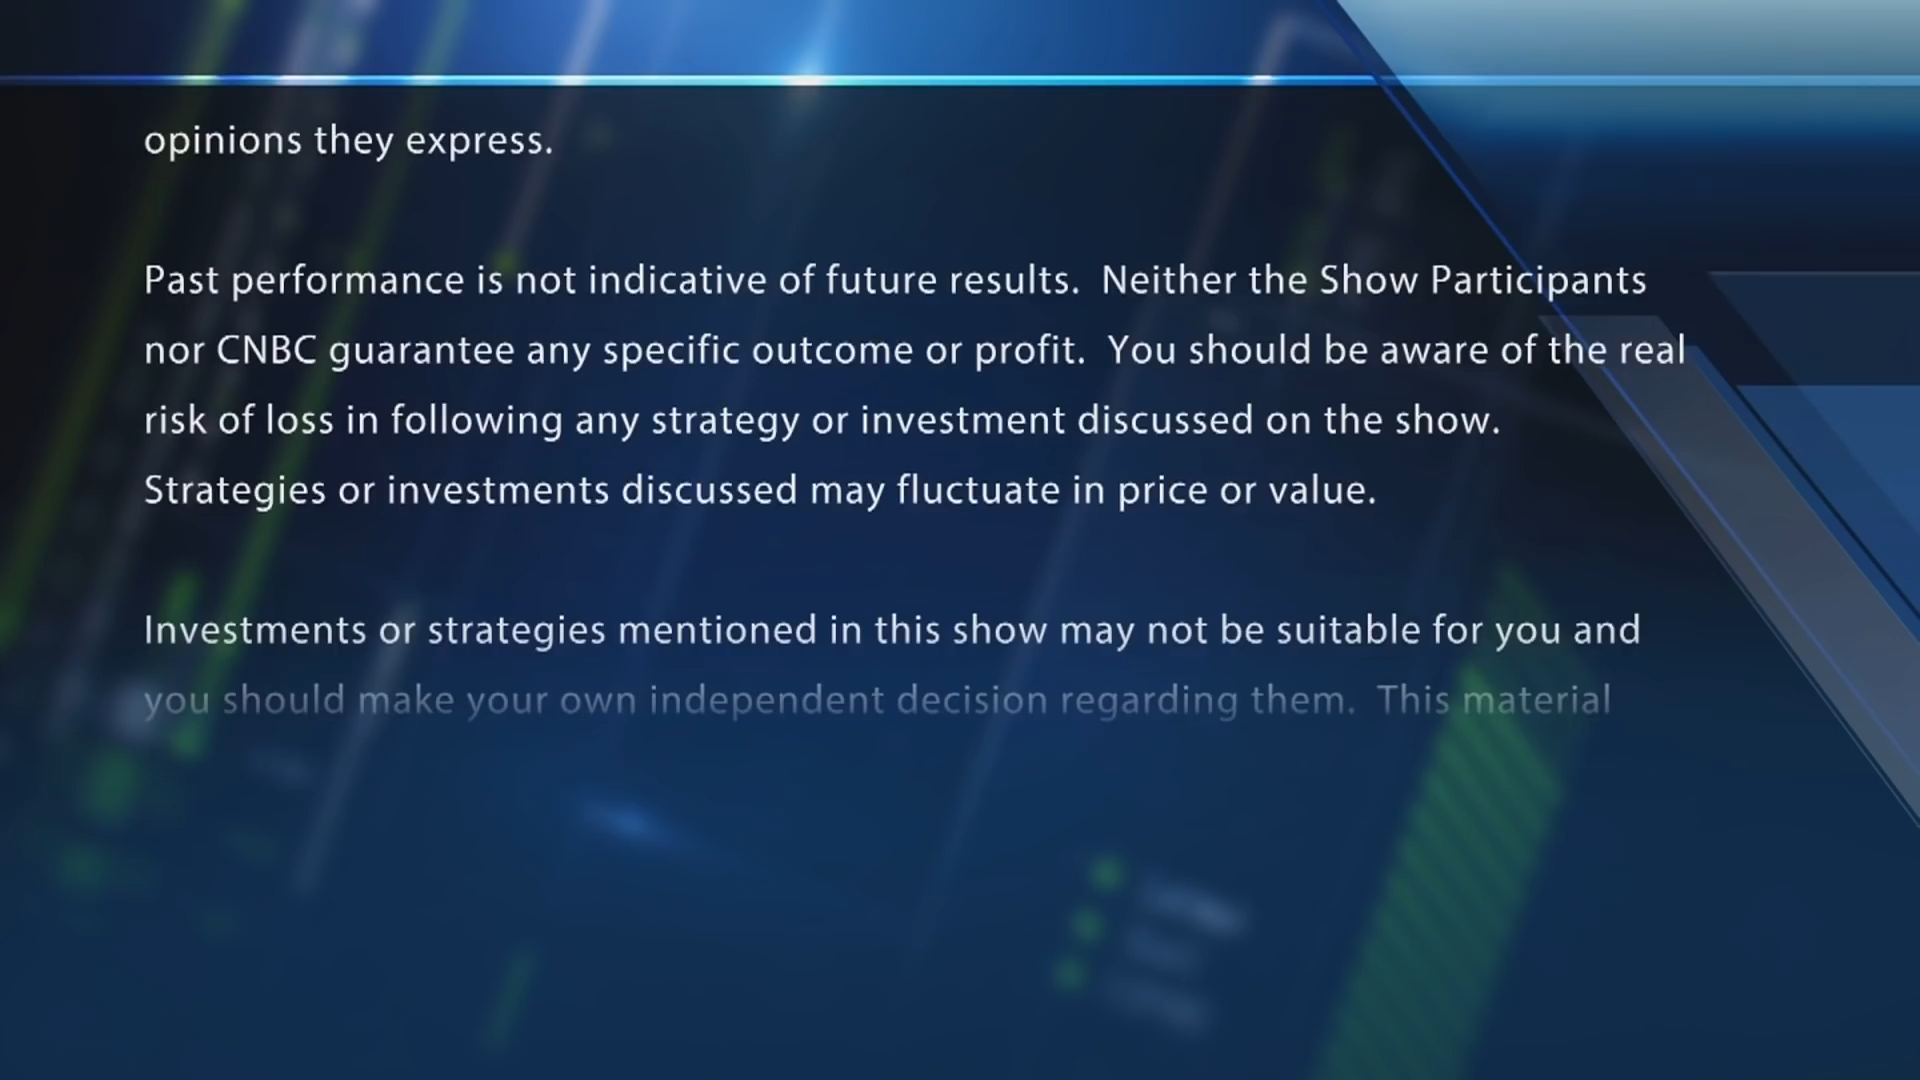 opinions they express.
Past performance is not indicative of future results.  Neither the Show Participants
nor CNBC guarantee any specific outcome or profit.  You should be aware of the real
risk of loss in following any strategy or investment discussed on the show.
Strategies or investments discussed may fluctuate in price or value.
Investments or strategies mentioned in this show may not be suitable for you and
you should make your own independent decision regarding them.  This material